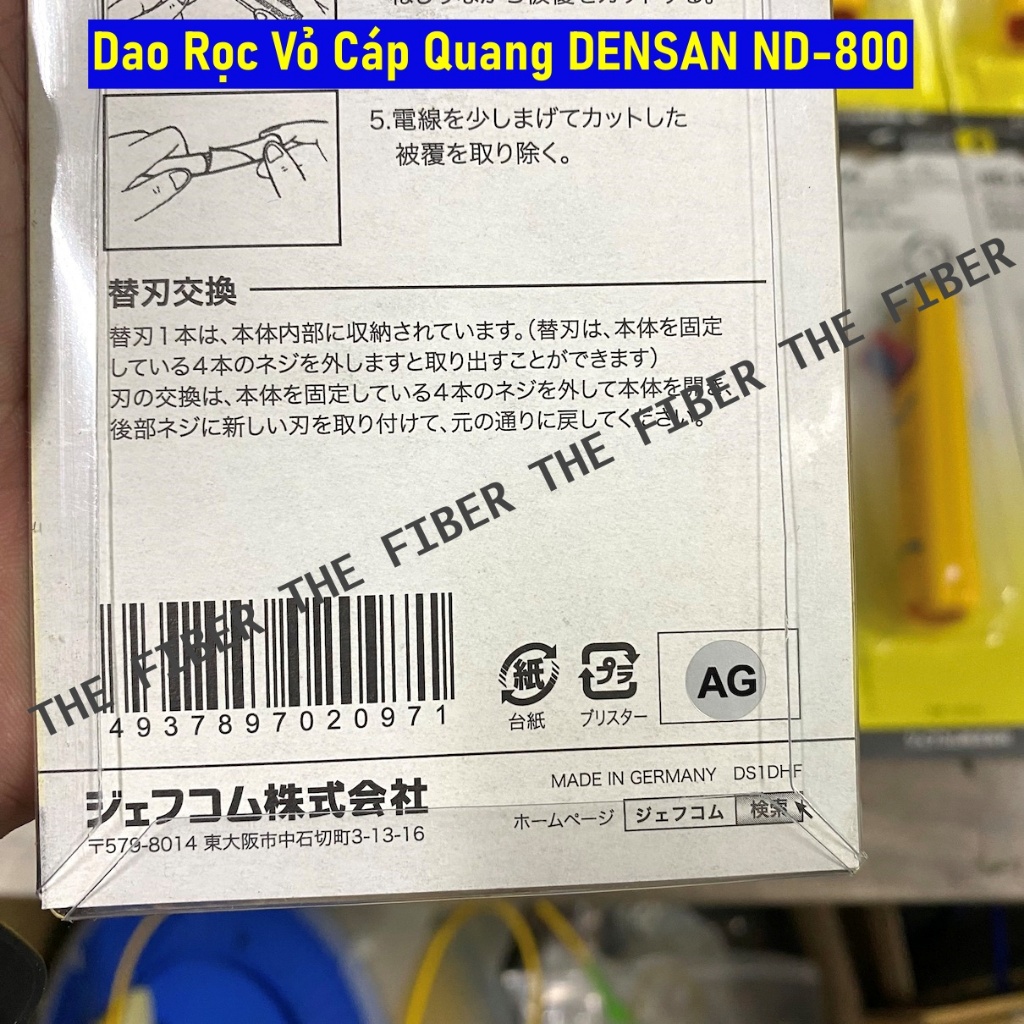 Dao Rọc Vỏ Cáp Quang DENSAN ND-800
5.電線を少しまげてカットした
被覆を取り除く。
替刃交換
替刃1本は、本体内部に収納されています。(替刃は、本体を固定
している4本のネジを外しますと取り出すことができます)
刃の交換は、本体を固定している4本のネジを外して本体を開き、
後部ネジに新しい刃を取り付けて、元の通りに戻してください。
THE FIBER THE FIBER THE FIBER THE FIBER
4937897020971
紙
台紙
プラ
ブリスター
AG
ジェフコム株式会社
〒579-8014 東大阪市中石切町3-13-16
MADE IN GERMANY DS1DHF
ホームページ ジェフコム 検索